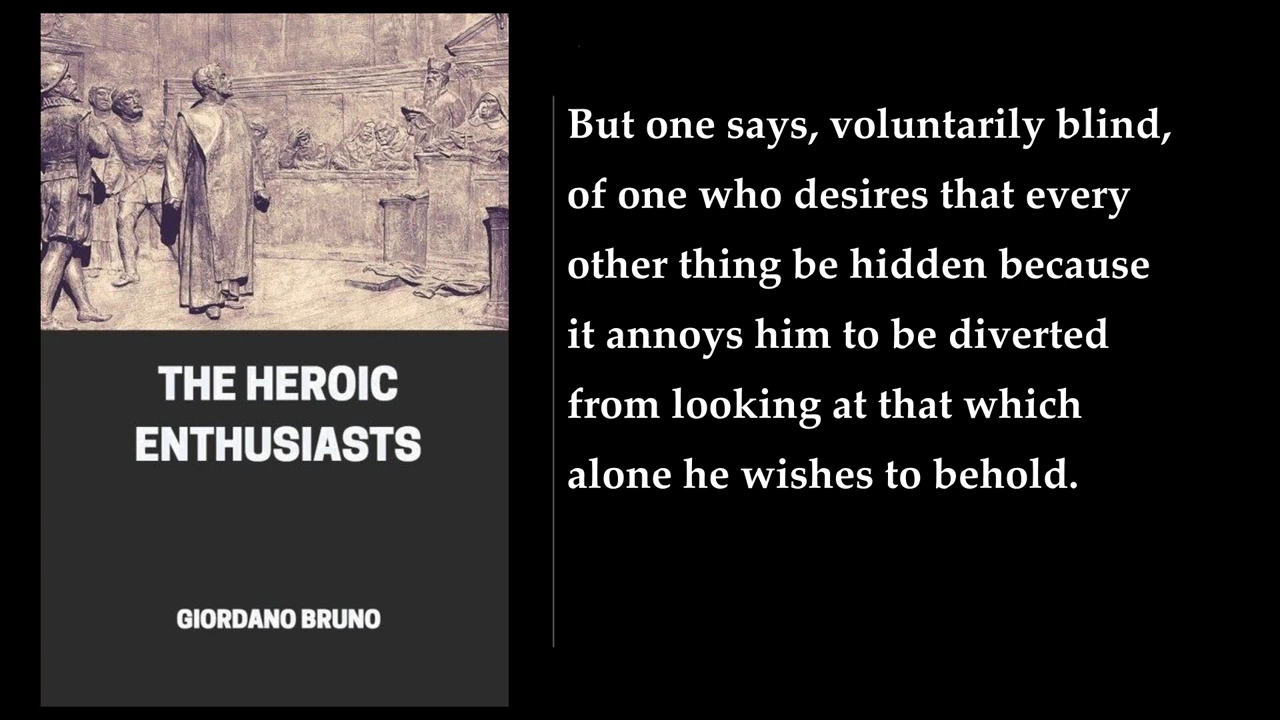 THE HEROIC
ENTHUSIASTS
GIORDANO BRUNO
But one says, voluntarily blind,
of one who desires that every
other thing be hidden because
it annoys him to be diverted
from looking at that which
alone he wishes to behold.